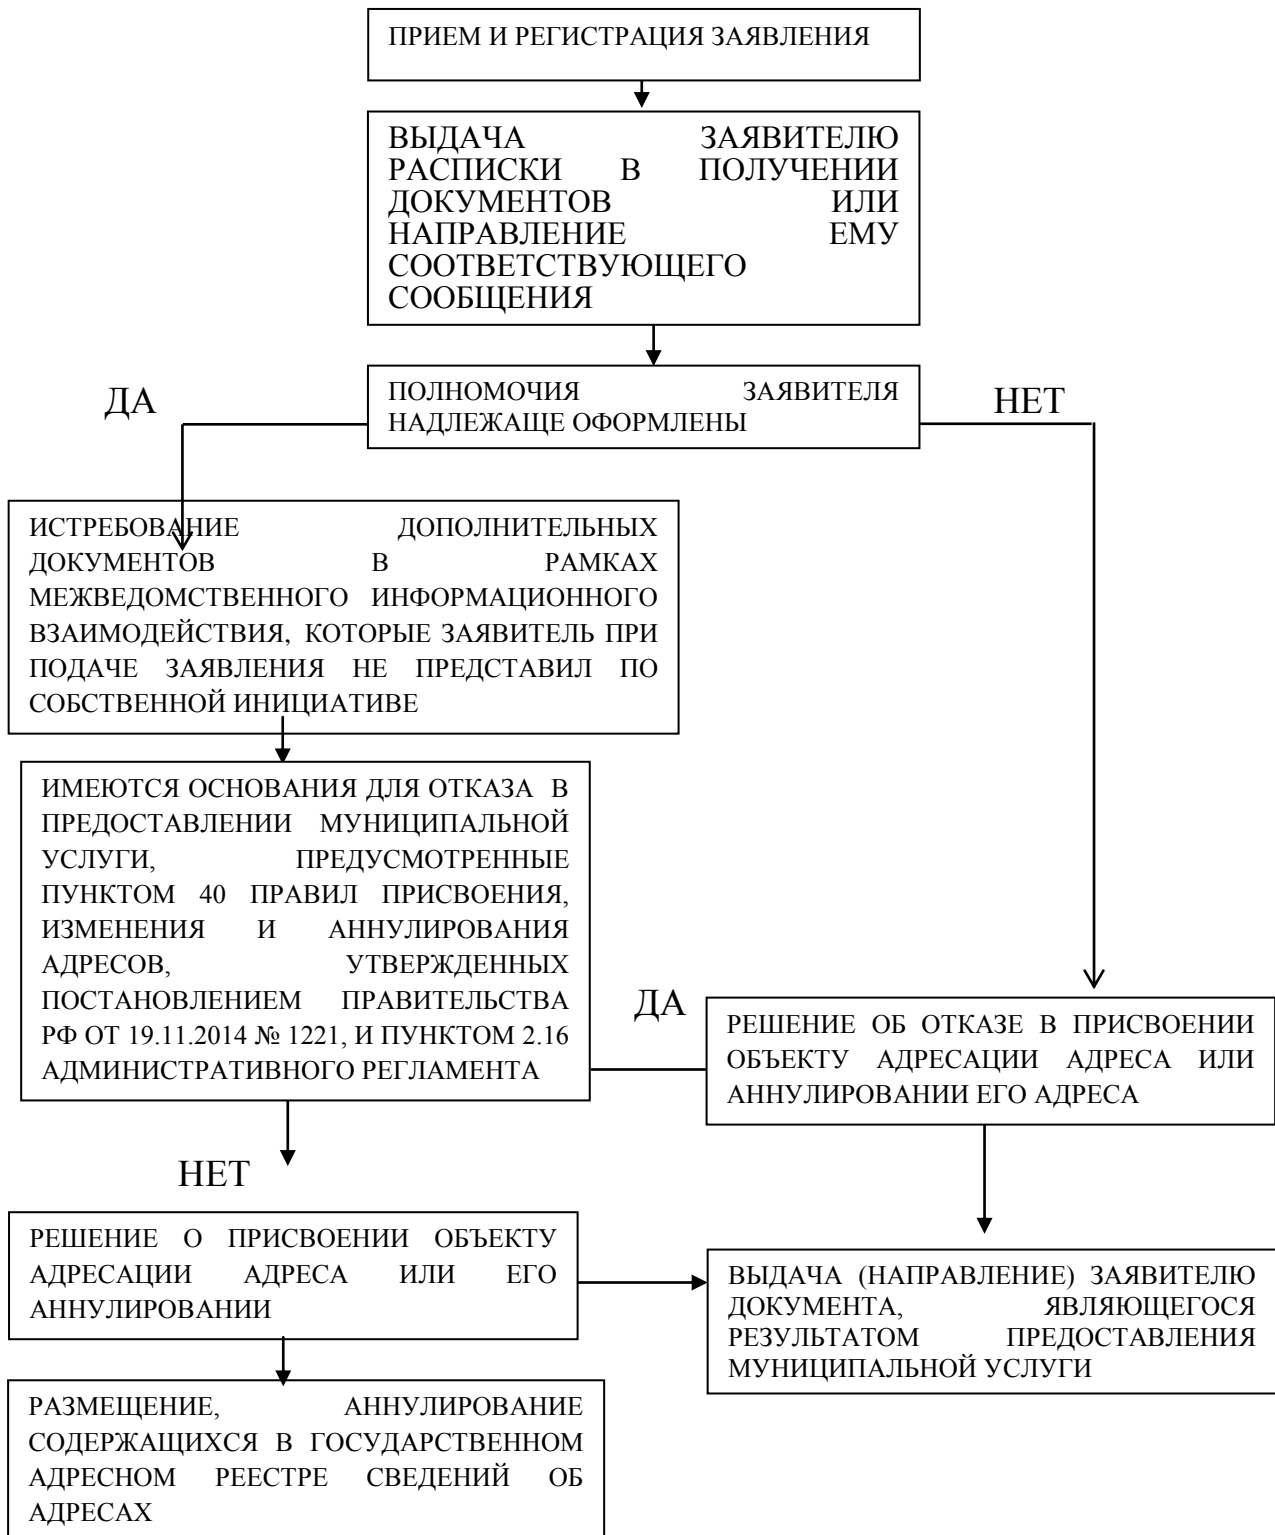 ПРИЕМ И РЕГИСТРАЦИЯ ЗАЯВЛЕНИЯ
ВЫДАЧА ЗАЯВИТЕЛЮ
РАСПИСКИ В ПОЛУЧЕНИИ
ДОКУМЕНТОВ ИЛИ
НАПРАВЛЕНИЕ ЕМУ
СООТВЕТСТВУЮЩЕГО
СООБЩЕНИЯ
ДА
ПОЛНОМОЧИЯ ЗАЯВИТЕЛЯ
НАДЛЕЖАЩЕ ОФОРМЛЕНЫ
НЕТ
ИСТРЕБОВАНИЕ ДОПОЛНИТЕЛЬНЫХ
ДОКУМЕНТОВ В РАМКАХ
МЕЖВЕДОМСТВЕННОГО ИНФОРМАЦИОННОГО
ВЗАИМОДЕЙСТВИЯ, КОТОРЫЕ ЗАЯВИТЕЛЬ ПРИ
ПОДАЧЕ ЗАЯВЛЕНИЯ НЕ ПРЕДСТАВИЛ ПО
СОБСТВЕННОЙ ИНИЦИАТИВЕ
ИМЕЮТСЯ ОСНОВАНИЯ ДЛЯ ОТКАЗА В
ПРЕДОСТАВЛЕНИИ МУНИЦИПАЛЬНОЙ
УСЛУГИ, ПРЕДУСМОТРЕННЫЕ
ПУНКТОМ 40 ПРАВИЛ ПРИСВОЕНИЯ,
ИЗМЕНЕНИЯ И АННУЛИРОВАНИЯ
АДРЕСОВ, УТВЕРЖДЕННЫХ
ПОСТАНОВЛЕНИЕМ ПРАВИТЕЛЬСТВА
РФ ОТ 19.11.2014 № 1221, И ПУНКТОМ 2.16
АДМИНИСТРАТИВНОГО РЕГЛАМЕНТА
ДА
РЕШЕНИЕ ОБ ОТКАЗЕ В ПРИСВОЕНИИ
ОБЪЕКТУ АДРЕСАЦИИ АДРЕСА ИЛИ
АННУЛИРОВАНИИ ЕГО АДРЕСА
НЕТ
РЕШЕНИЕ О ПРИСВОЕНИИ ОБЪЕКТУ
АДРЕСАЦИИ АДРЕСА ИЛИ ЕГО
АННУЛИРОВАНИИ
ВЫДАЧА (НАПРАВЛЕНИЕ) ЗАЯВИТЕЛЮ
ДОКУМЕНТА, ЯВЛЯЮЩЕГОСЯ
РЕЗУЛЬТАТОМ ПРЕДОСТАВЛЕНИЯ
МУНИЦИПАЛЬНОЙ УСЛУГИ
РАЗМЕЩЕНИЕ, АННУЛИРОВАНИЕ
СОДЕРЖАЩИХСЯ В ГОСУДАРСТВЕННОМ
АДРЕСНОМ РЕЕСТРЕ СВЕДЕНИЙ ОБ
АДРЕСАХ